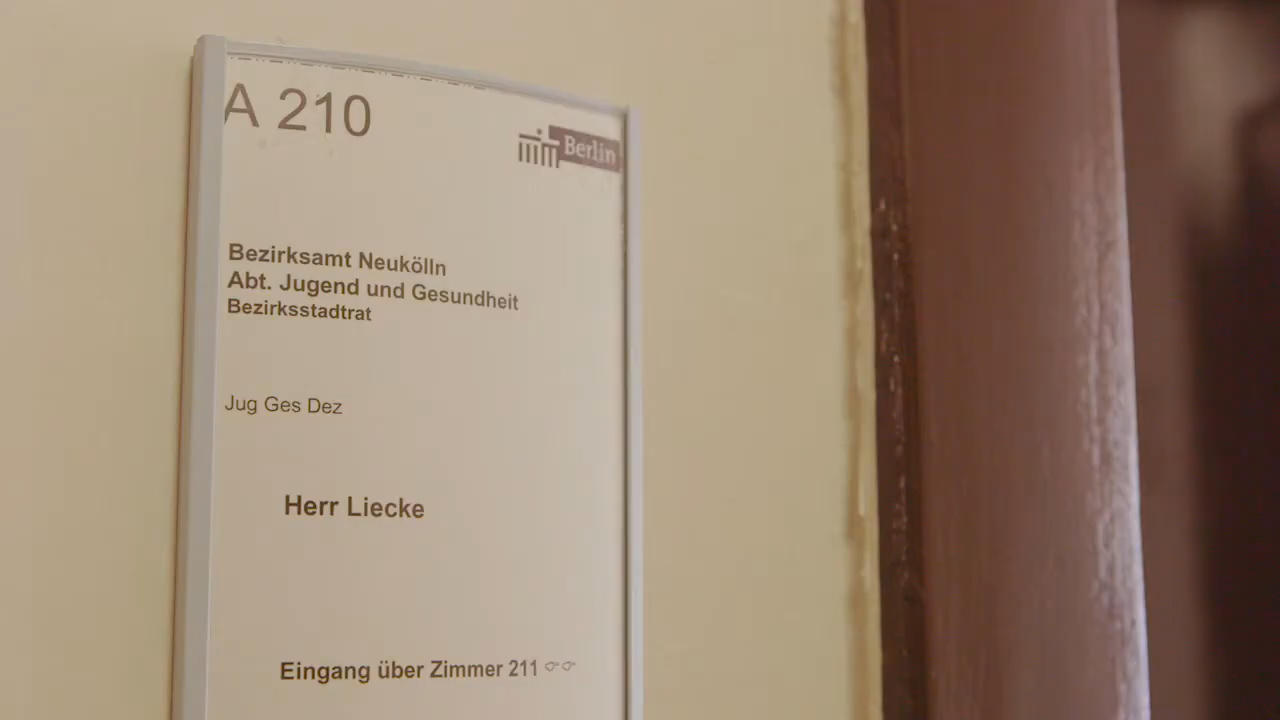 A 210
Berlin
Bezirksamt Neukölln
Abt. Jugend und Gesundheit
Bezirksstadtrat
Jug Ges Dez
Herr Liecke
Eingang über Zimmer 211 👉👉